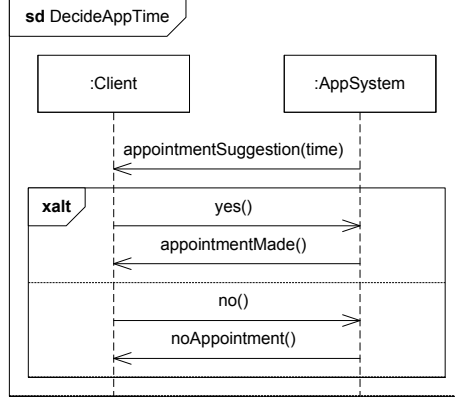 sd DecideAppTime
:Client
:AppSystem
appointmentSuggestion(time)
xalt
yes()
appointmentMade()
no()
noAppointment()